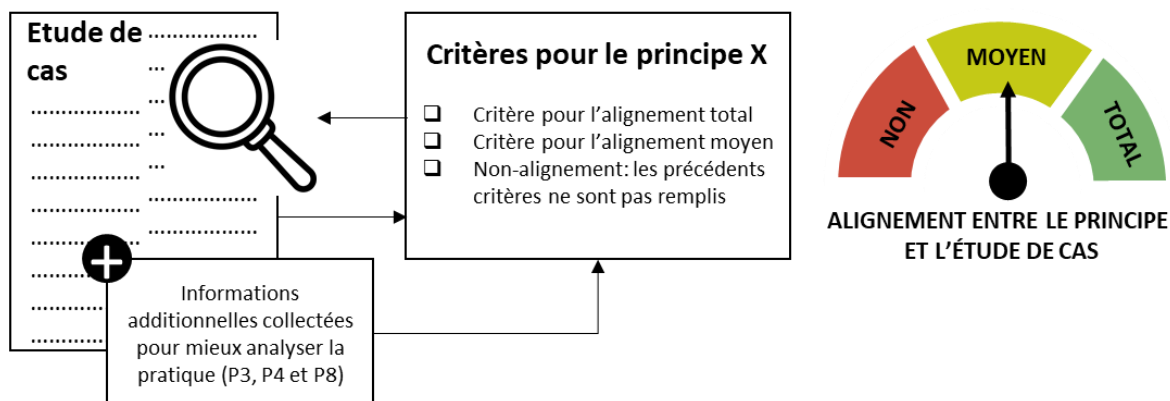 Etude de
cas
Informations
additionnelles collectées
pour mieux analyser la
pratique (P3, P4 et P8)
Critères pour le principe X
❑ Critère pour l’alignement total
❑ Critère pour l’alignement moyen
❑ Non-alignement: les précédents
critères ne sont pas remplis
NON
MOYEN
TOTAL
ALIGNEMENT ENTRE LE PRINCIPE
ET L’ÉTUDE DE CAS